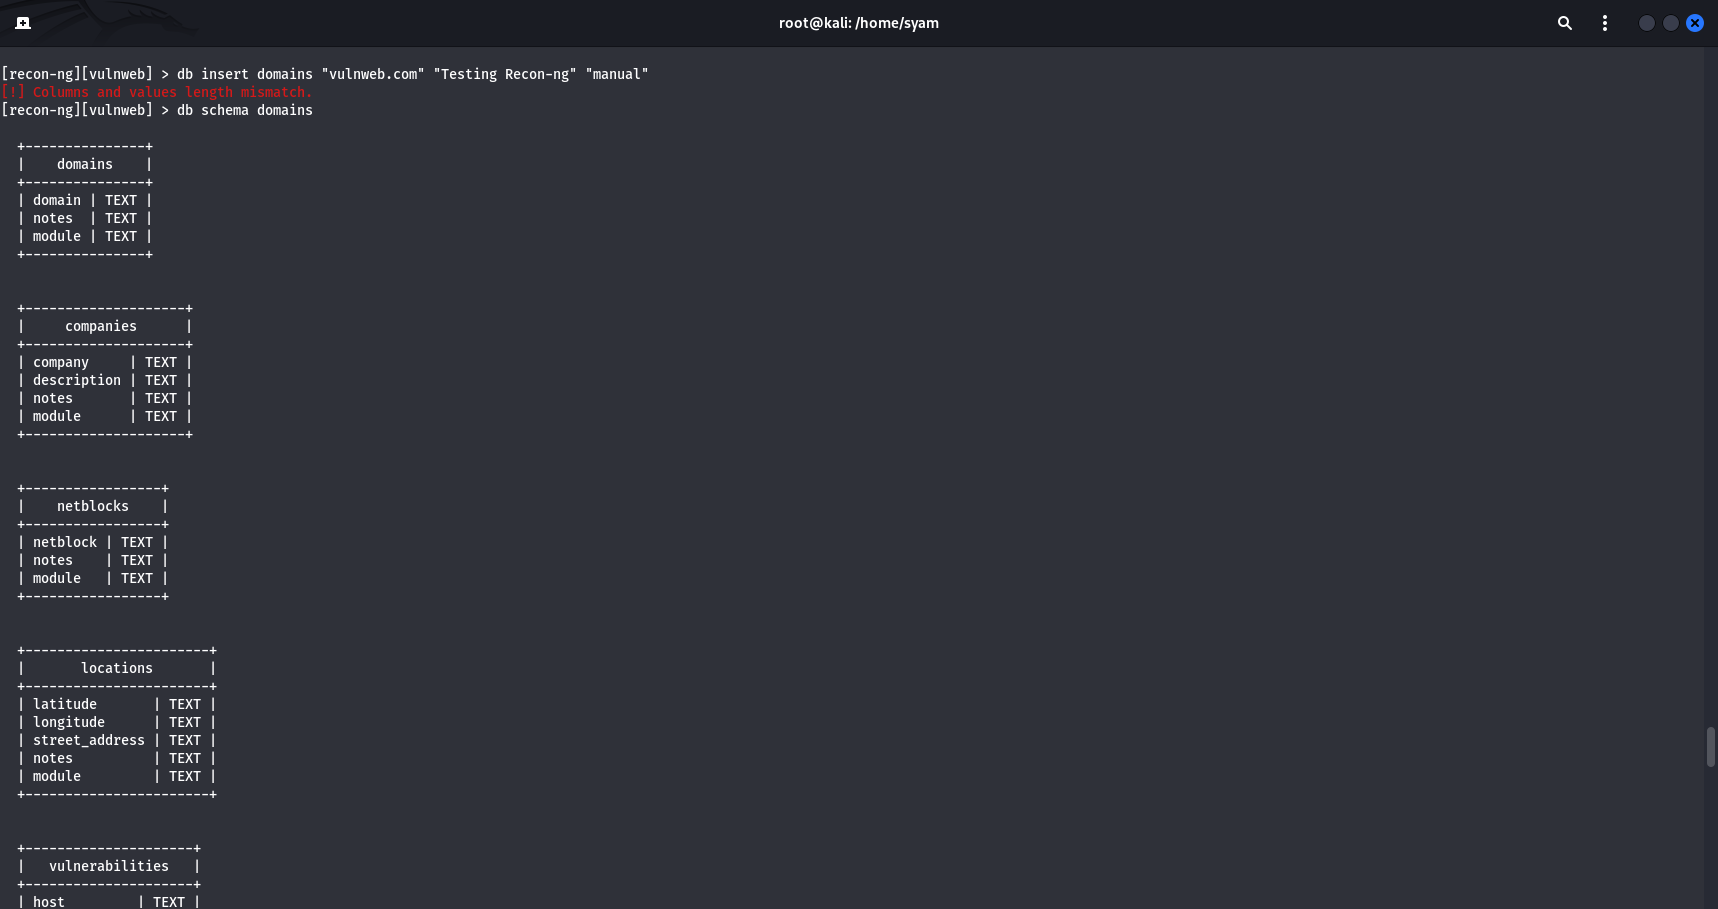 root@kali: /home/syam
[recon-ng][vulnweb] > db insert domains "vulnweb.com" "Testing Recon-ng" "manual"
[!] Columns and values length mismatch.
[recon-ng][vulnweb] > db schema domains
+---------------+
|    domains    |
+---------------+
| domain | TEXT |
| notes  | TEXT |
| module | TEXT |
+---------------+
+--------------------+
|     companies      |
+--------------------+
| company     | TEXT |
| description | TEXT |
| notes       | TEXT |
| module      | TEXT |
+--------------------+
+-----------------+
|    netblocks    |
+-----------------+
| netblock | TEXT |
| notes    | TEXT |
| module   | TEXT |
+-----------------+
+-----------------------+
|       locations       |
+-----------------------+
| latitude       | TEXT |
| longitude      | TEXT |
| street_address | TEXT |
| notes          | TEXT |
| module         | TEXT |
+-----------------------+
+---------------------+
|   vulnerabilities   |
+---------------------+
| host         | TEXT |